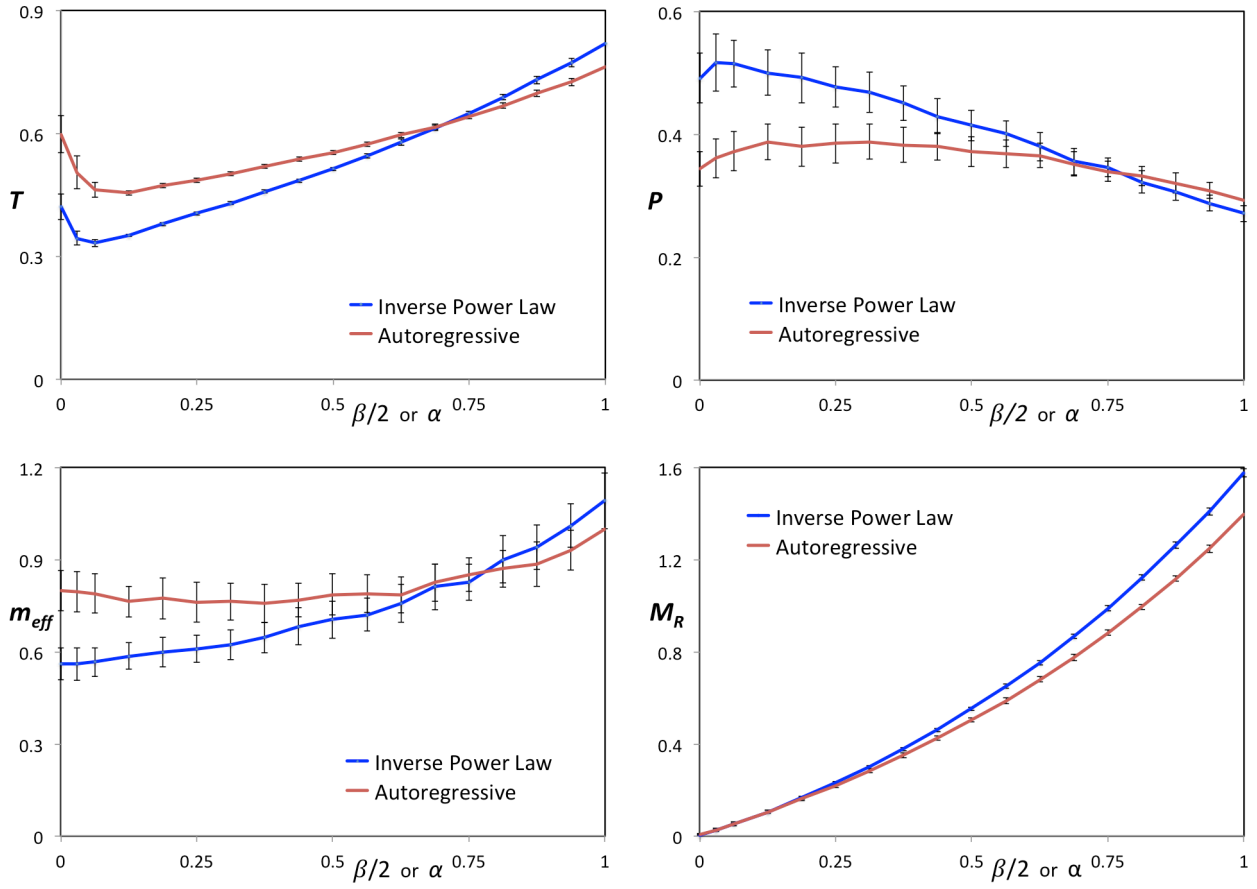 0.9
0.6
T
0.3
0
Inverse Power Law
Autoregressive
0 0.25 0.5 0.75 1
β/2 or α
0.6
0.4
P
0.2
0
Inverse Power Law
Autoregressive
0 0.25 0.5 0.75 1
β/2 or α
1.2
0.9
m_eff
0.6
0.3
0
Inverse Power Law
Autoregressive
0 0.25 0.5 0.75 1
β/2 or α
1.6
Inverse Power Law
Autoregressive
1.2
M_R
0.8
0.4
0
0 0.25 0.5 0.75 1
β/2 or α